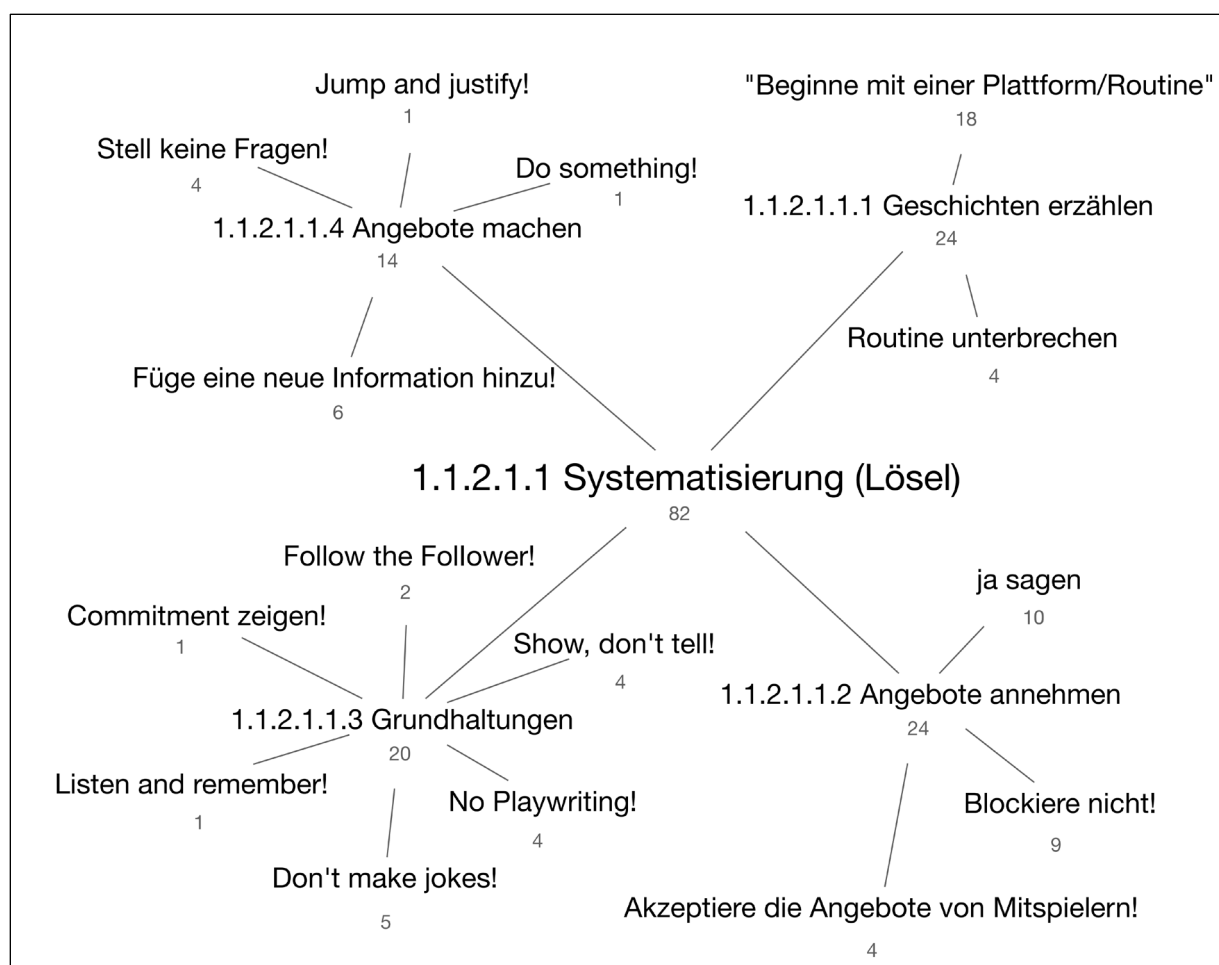 Jump and justify!
1
"Beginne mit einer Plattform/Routine"
18
Stell keine Fragen!
4
Do something!
1
1.1.2.1.1.4 Angebote machen
14
1.1.2.1.1.1 Geschichten erzählen
24
Routine unterbrechen
4
Füge eine neue Information hinzu!
6
1.1.2.1.1 Systematisierung (Lösel)
82
Follow the Follower!
2
ja sagen
10
Commitment zeigen!
1
Show, don't tell!
4
1.1.2.1.1.2 Angebote annehmen
24
1.1.2.1.1.3 Grundhaltungen
20
Listen and remember!
1
No Playwriting!
4
Blockiere nicht!
9
Don't make jokes!
5
Akzeptiere die Angebote von Mitspielern!
4